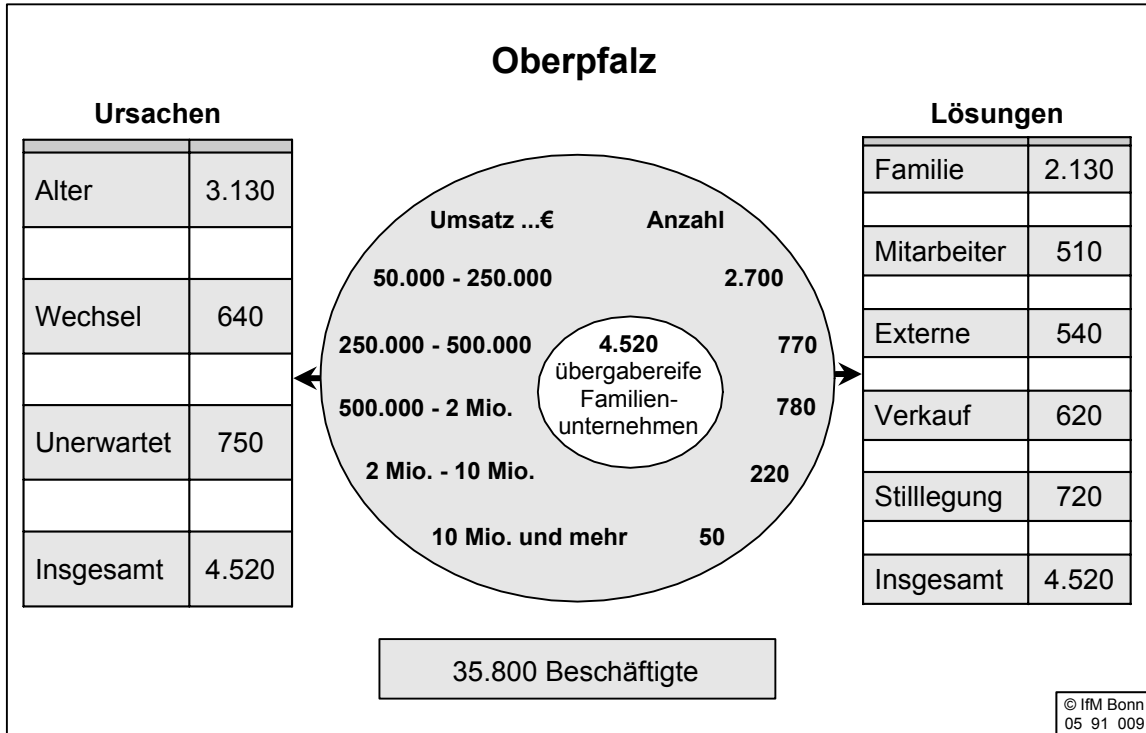 Oberpfalz
Ursachen
Alter 3.130
Wechsel 640
Unerwartet 750
Insgesamt 4.520
Umsatz ...€ Anzahl
50.000 - 250.000 2.700
250.000 - 500.000 770
500.000 - 2 Mio. 780
2 Mio. - 10 Mio. 220
10 Mio. und mehr 50
4.520
übergabereife
Familien-
unternehmen
Lösungen
Familie 2.130
Mitarbeiter 510
Externe 540
Verkauf 620
Stilllegung 720
Insgesamt 4.520
35.800 Beschäftigte
© IfM Bonn
05 91 009